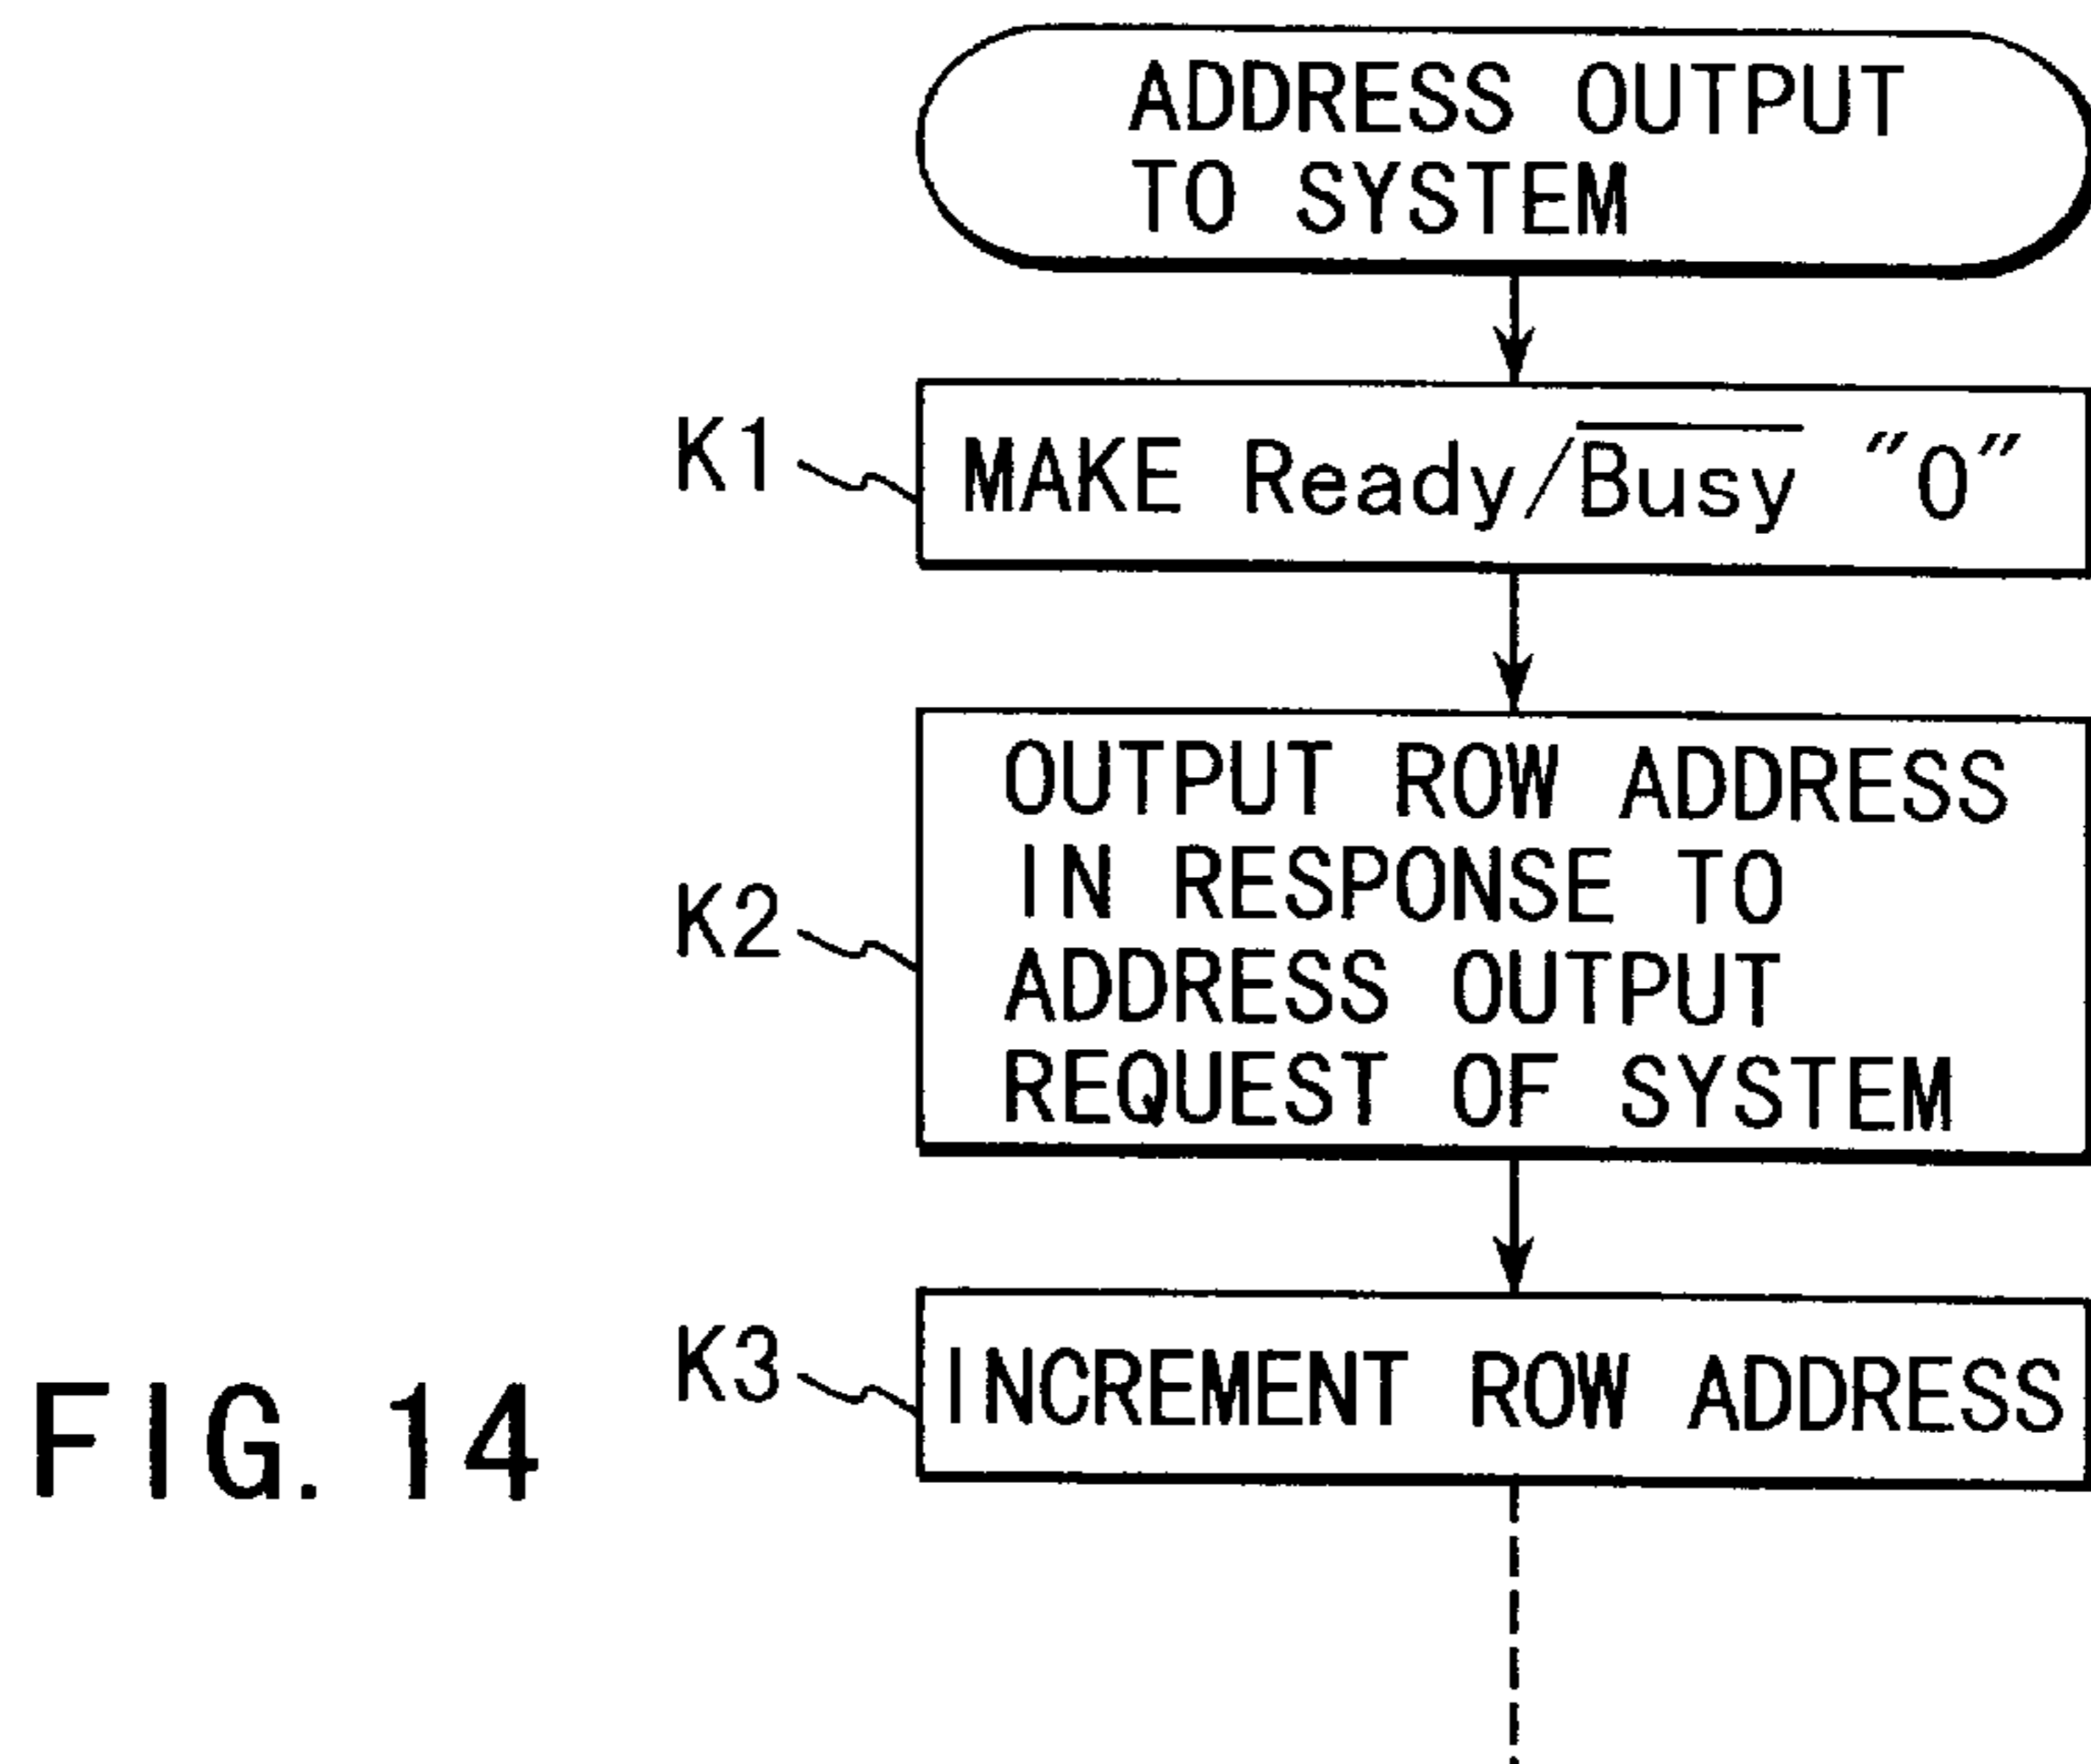 ADDRESS OUTPUT
TO SYSTEM
K1
MAKE Ready/B̅u̅s̅y̅ "0"
K2
OUTPUT ROW ADDRESS
IN RESPONSE TO
ADDRESS OUTPUT
REQUEST OF SYSTEM
K3
INCREMENT ROW ADDRESS
FIG. 14